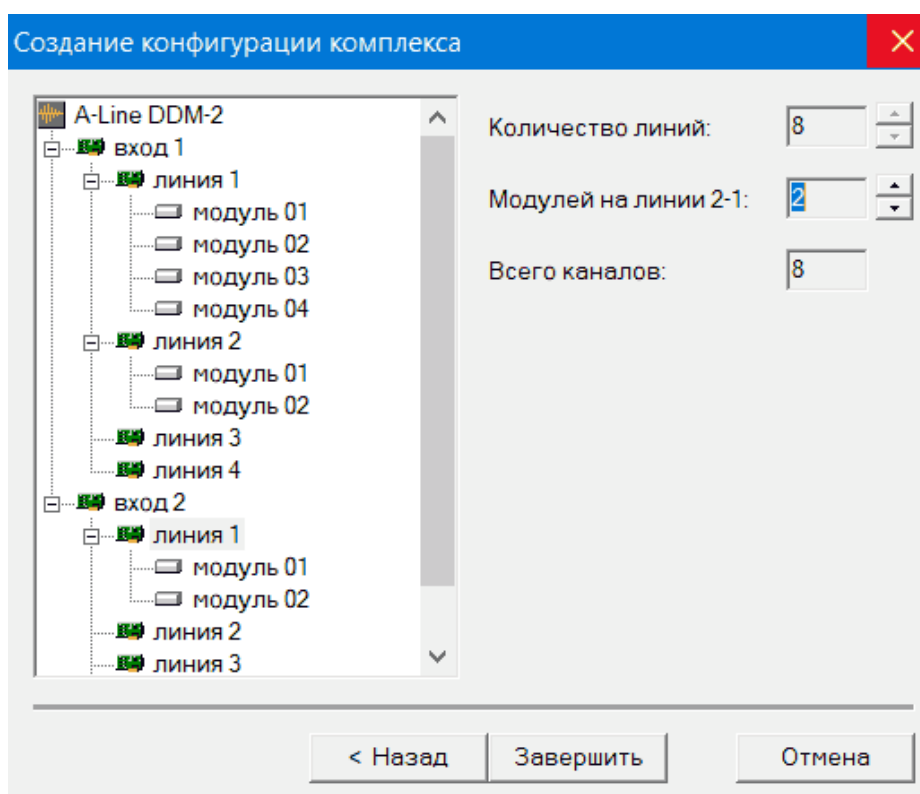 Создание конфигурации комплекса
A-Line DDM-2
вход 1
линия 1
модуль 01
модуль 02
модуль 03
модуль 04
линия 2
модуль 01
модуль 02
линия 3
линия 4
вход 2
линия 1
модуль 01
модуль 02
линия 2
линия 3
Количество линий: 8
Модулей на линии 2-1: 2
Всего каналов: 8
< Назад Завершить Отмена